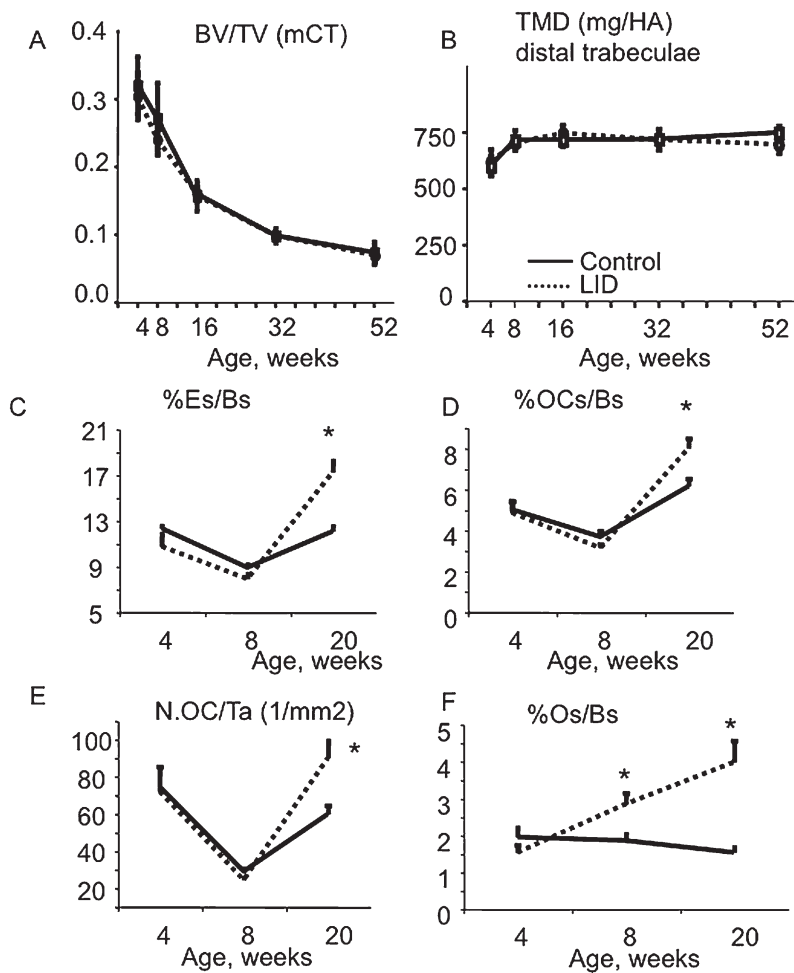 A
BV/TV (mCT)
0.4
0.3
0.2
0.1
0.0
4 8 16 32 52
Age, weeks
B
TMD (mg/HA)
distal trabeculae
750
500
250
0
Control
LID
4 8 16 32 52
Age, weeks
C
%Es/Bs
*
21
17
13
9
5
4 8 20
Age, weeks
D
%OCs/Bs
*
8
6
4
2
0
4 8 20
Age, weeks
E
N.OC/Ta (1/mm2)
*
100
80
60
40
20
4 8 20
Age, weeks
F
%Os/Bs
* *
5
4
3
2
1
0
4 8 20
Age, weeks